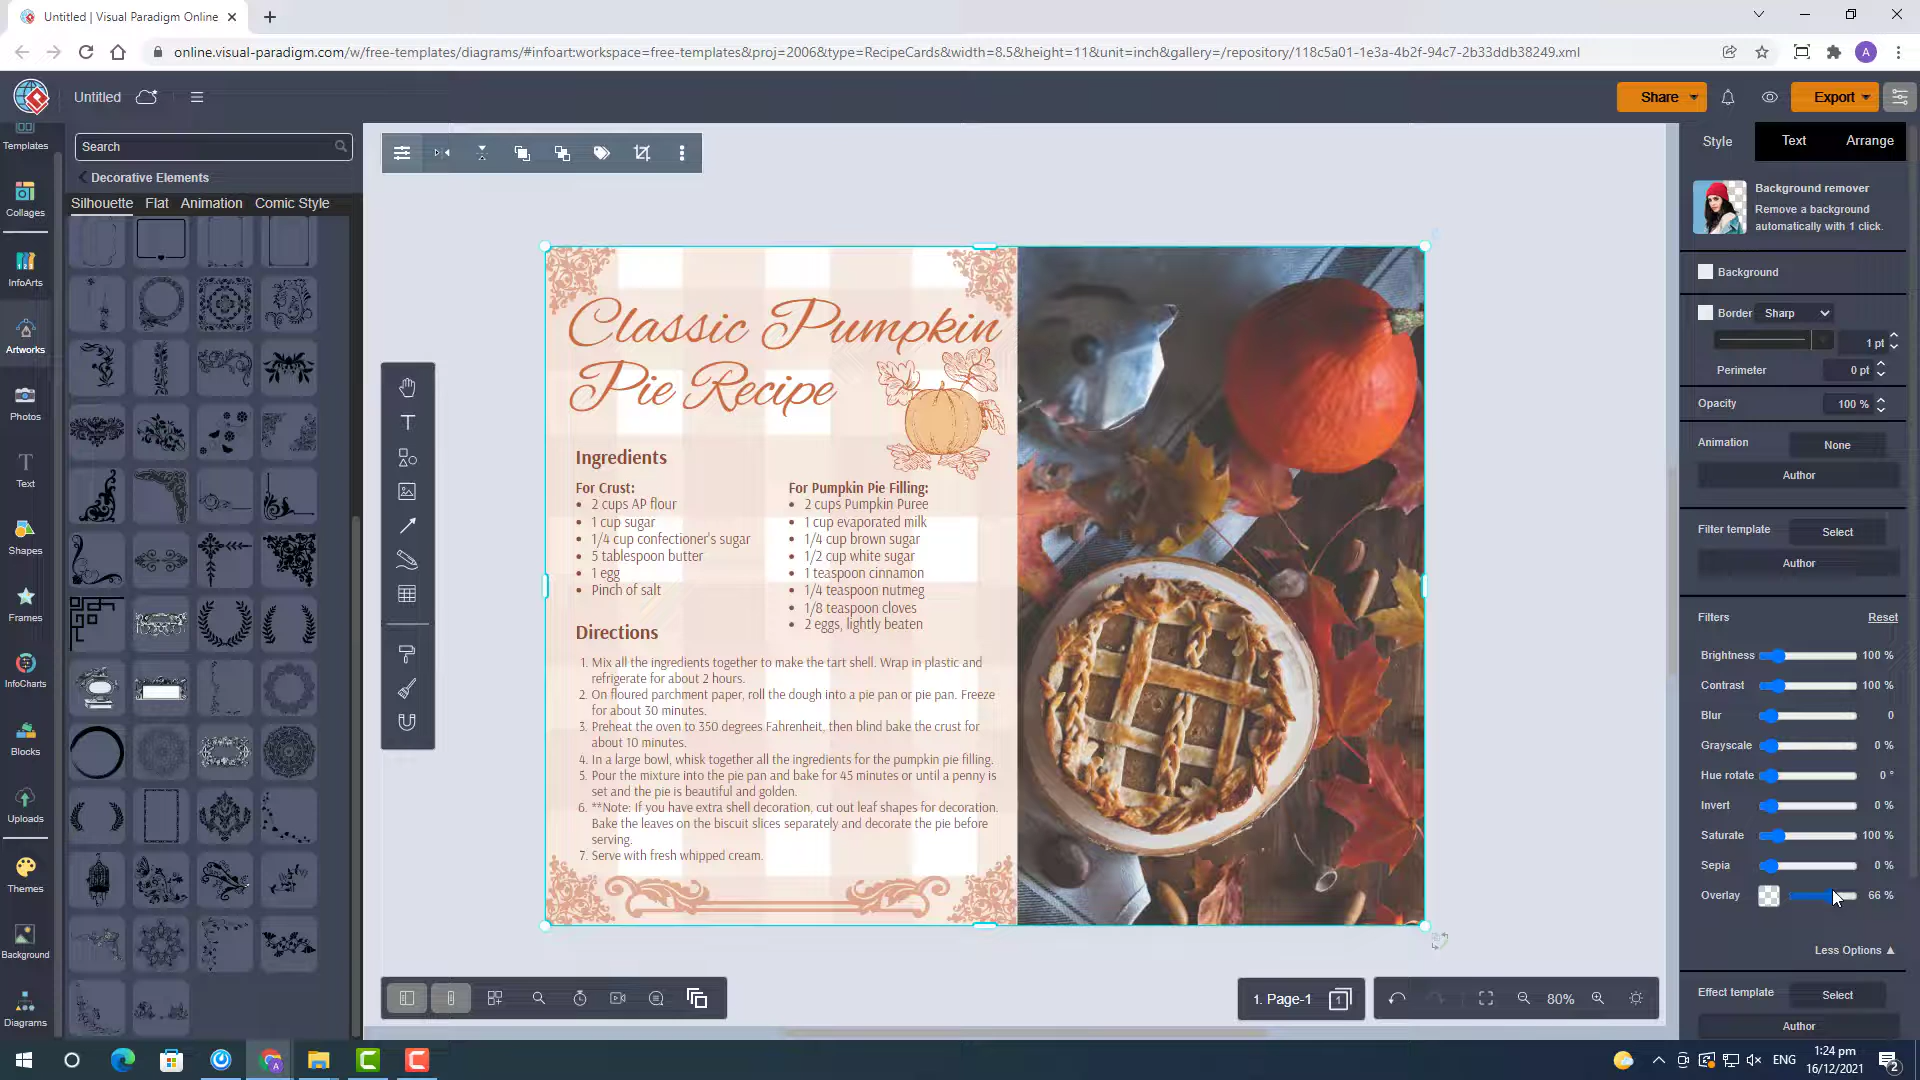 Untitled | Visual Paradigm Online
online.visual-paradigm.com/w/free-templates/diagrams/#infoart:workspace=free-templates&proj=2006&type=RecipeCards&width=8.5&height=11&unit=inch&gallery=/repository/118c5a01-1e3a-4b2f-94c7-2b33ddb38249.xml
A
Untitled
Share
Export
Templates
Collages
InfoArts
Artworks
Photos
Text
Shapes
Frames
InfoCharts
Blocks
Uploads
Themes
Background
Diagrams
Search
Decorative Elements
Silhouette Flat Animation Comic Style
Classic Pumpkin
Pie Recipe
Ingredients
For Crust:
• 2 cups AP flour
• 1 cup sugar
• 1/4 cup confectioner's sugar
• 5 tablespoon butter
• 1 egg
• Pinch of salt
For Pumpkin Pie Filling:
• 2 cups Pumpkin Puree
• 1 cup evaporated milk
• 1/4 cup brown sugar
• 1/2 cup white sugar
• 1 teaspoon cinnamon
• 1/4 teaspoon nutmeg
• 1/8 teaspoon cloves
• 2 eggs, lightly beaten
Directions
1. Mix all the ingredients together to make the tart shell. Wrap in plastic and
refrigerate for about 2 hours.
2. On floured parchment paper, roll the dough into a pie pan or pie pan. Freeze
for about 30 minutes.
3. Preheat the oven to 350 degrees Fahrenheit, then blind bake the crust for
about 10 minutes.
4. In a large bowl, whisk together all the ingredients for the pumpkin pie filling.
5. Pour the mixture into the pie pan and bake for 45 minutes or until a penny is
set and the pie is beautiful and golden.
6. **Note: If you have extra shell decoration, cut out leaf shapes for decoration.
Bake the leaves on the biscuit slices separately and decorate the pie before
serving.
7. Serve with fresh whipped cream.
1. Page-1
1
80%
Style Text Arrange
Background remover
Remove a background
automatically with 1 click.
Background
Border Sharp
1 pt
Perimeter 0 pt
Opacity 100 %
Animation None
Author
Filter template Select
Author
Filters Reset
Brightness 100 %
Contrast 100 %
Blur 0
Grayscale 0 %
Hue rotate 0 °
Invert 0 %
Saturate 100 %
Sepia 0 %
Overlay 66 %
Less Options ▲
Effect template Select
Author
ENG
1:24 pm
16/12/2021
2